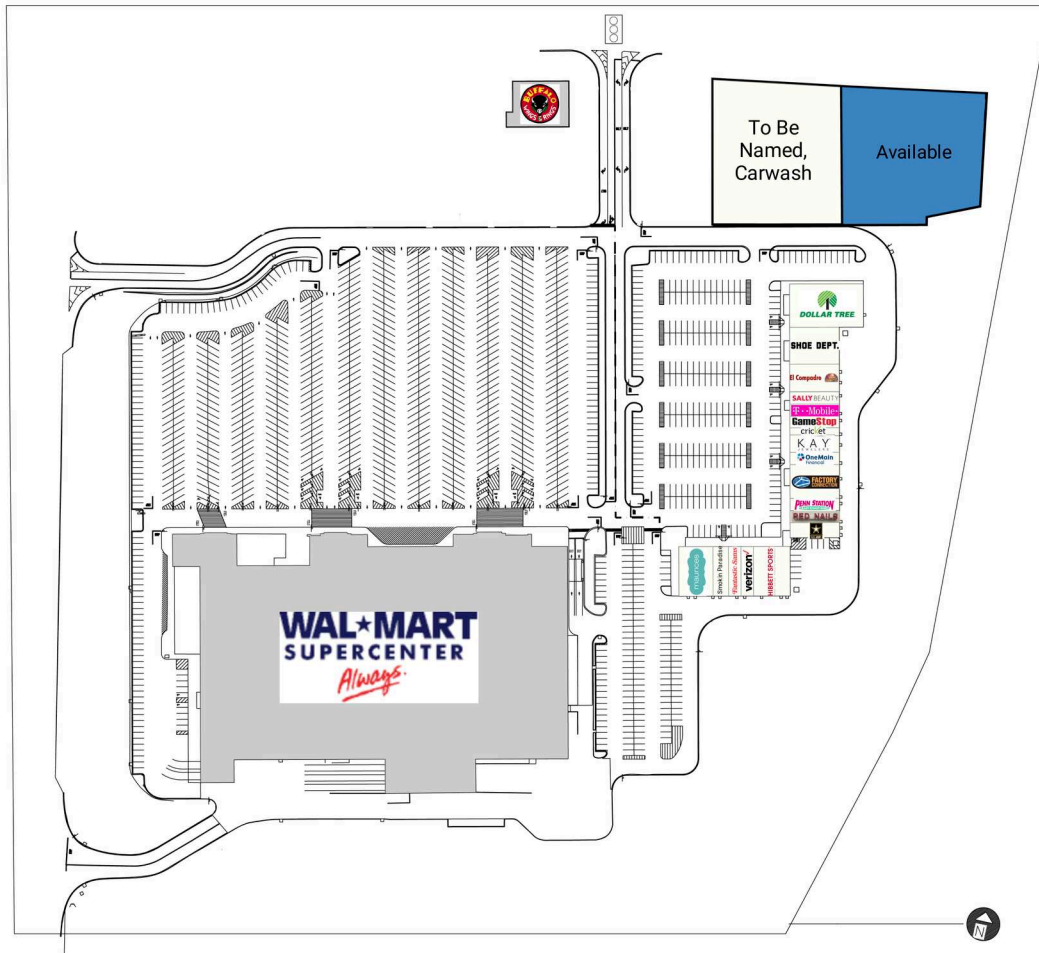 BUFFALO
WINGS & RINGS
To Be
Named,
Carwash
Available
DOLLAR TREE
SHOE DEPT.
El Compadre
SALLY BEAUTY
T Mobile
GameStop
cricket
KAY
JEWELERS
OneMain
Financial
FACTORY
CONNECTION
PENN STATION
RED NAILS
maurices
Smokin Paradise
Fantastic Sams
verizon
HIBBETT SPORTS
WAL★MART
SUPERCENTER
Always.
N